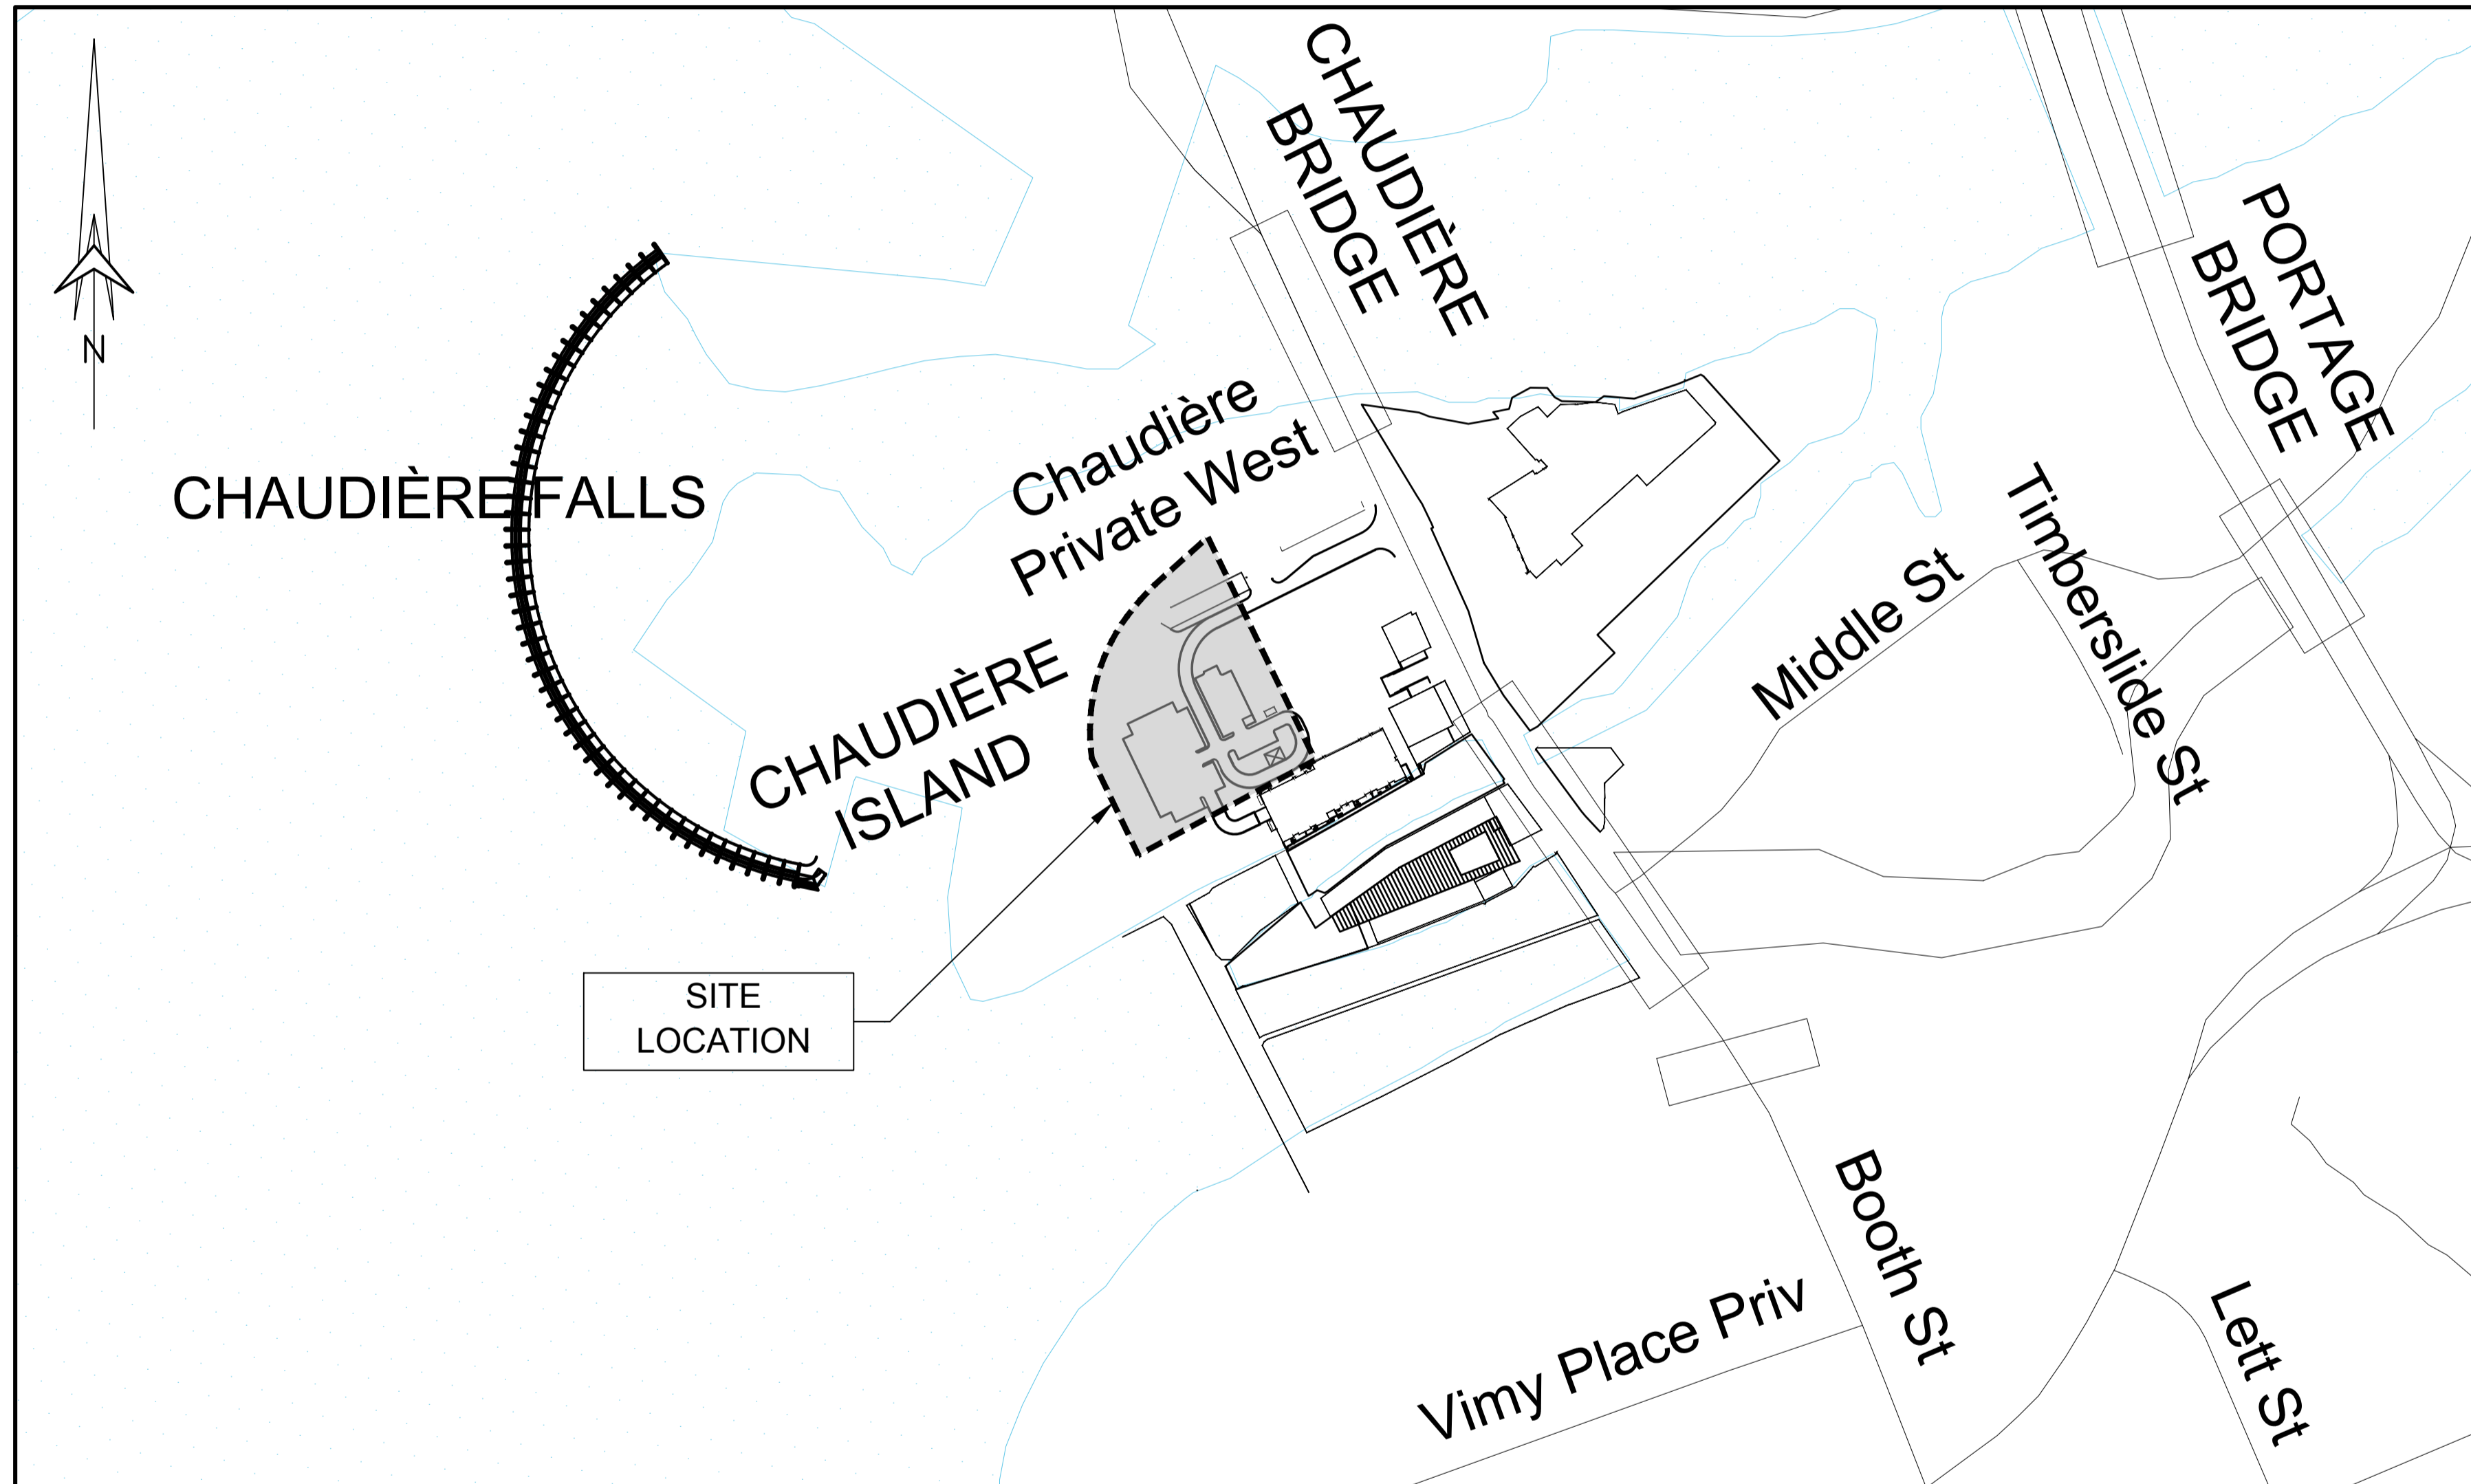 CHAUDIÈRE
BRIDGE
PORTAGE
BRIDGE
N
CHAUDIÈRE FALLS
Chaudière
Private West
Timberslide St
Middle St
CHAUDIÈRE
ISLAND
SITE
LOCATION
Booth St
Vimy Place Priv
Lett St